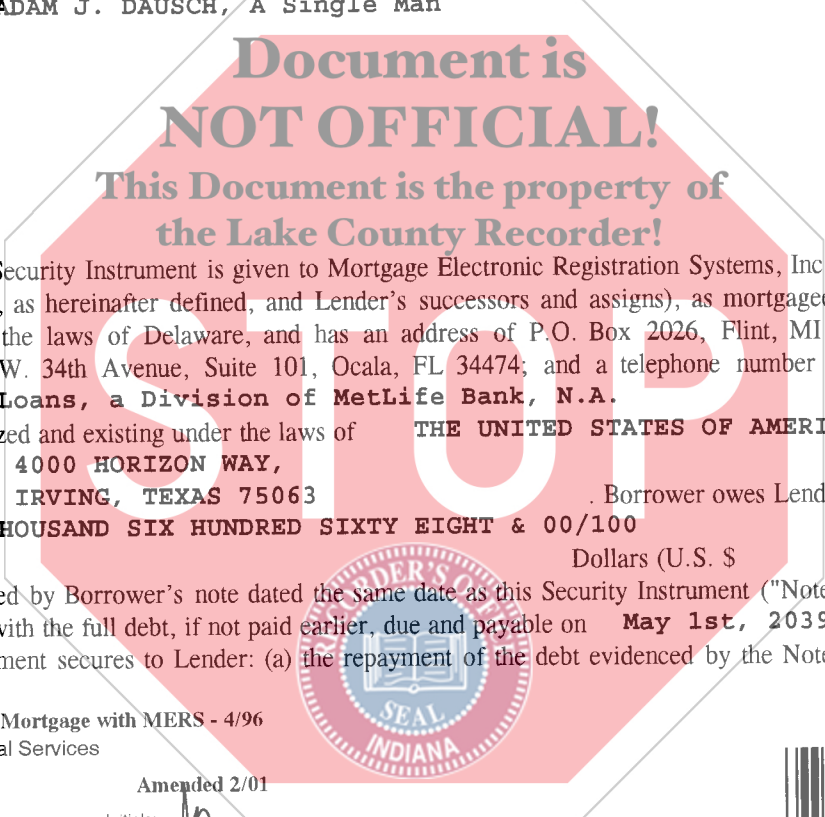 ADAM J. DAUSCH, A Single Man
Document is
NOT OFFICIAL!
This Document is the property of
the Lake County Recorder!
Security Instrument is given to Mortgage Electronic Registration Systems, Inc
, as hereinafter defined, and Lender's successors and assigns), as mortgagee
the laws of Delaware, and has an address of P.O. Box 2026, Flint, MI
W. 34th Avenue, Suite 101, Ocala, FL 34474; and a telephone number
Loans, a Division of MetLife Bank, N.A.
zed and existing under the laws of THE UNITED STATES OF AMERI
4000 HORIZON WAY,
IRVING, TEXAS 75063 . Borrower owes Lend
HOUSAND SIX HUNDRED SIXTY EIGHT & 00/100
Dollars (U.S. $
ed by Borrower's note dated the same date as this Security Instrument ("Note
with the full debt, if not paid earlier, due and payable on May 1st, 2039
ment secures to Lender: (a) the repayment of the debt evidenced by the Note
STOP
RECORDER'S OFFICE
SEAL
INDIANA
Mortgage with MERS - 4/96
al Services
Amended 2/01